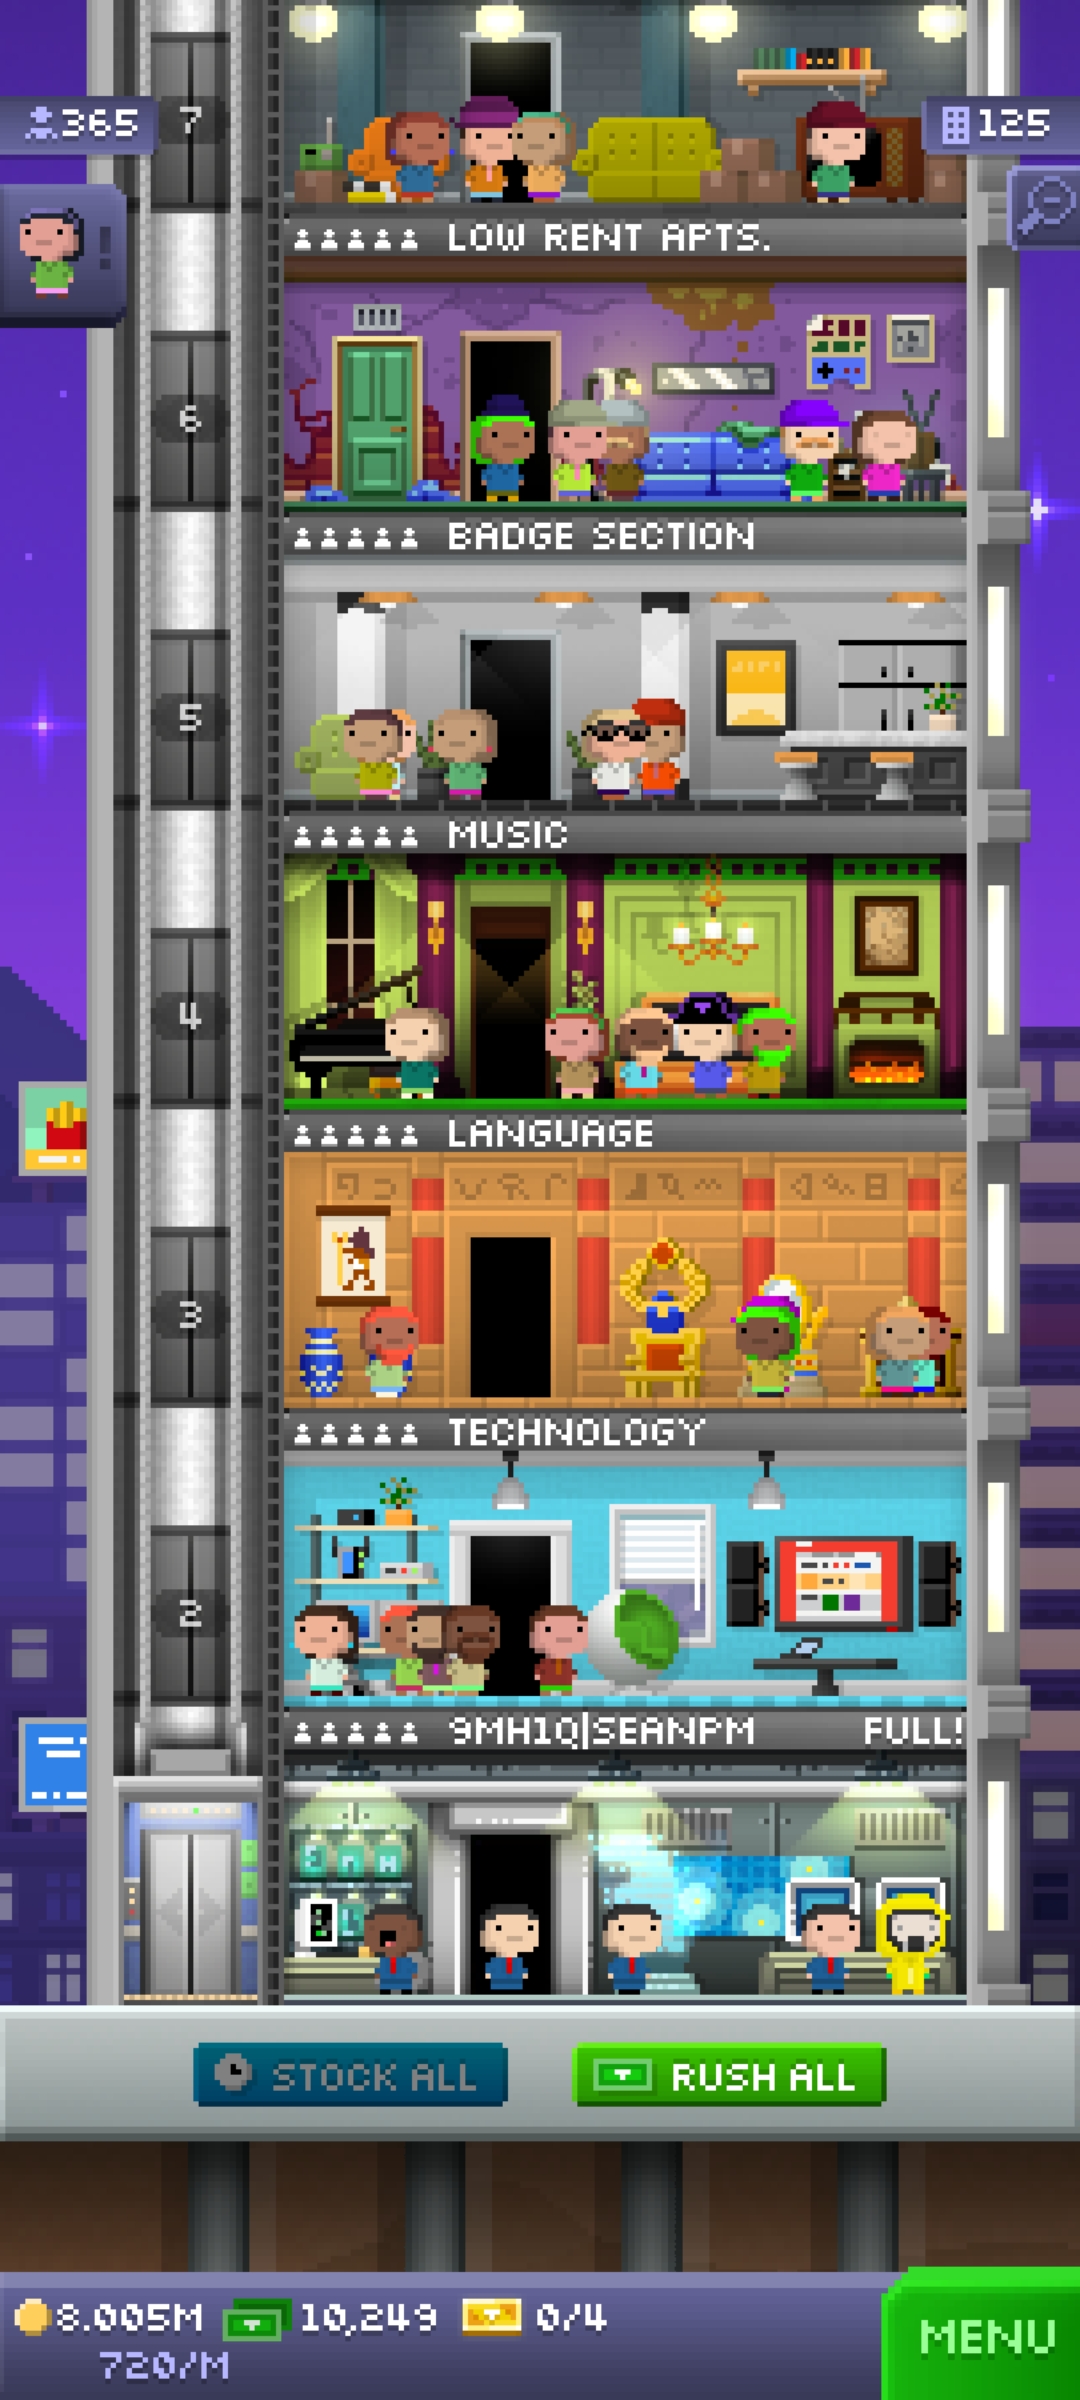 365
7
125
!
LOW RENT APTS.
6
BADGE SECTION
5
MUSIC
4
LANGUAGE
3
TECHNOLOGY
2
9MH1Q|SEANPM FULL!
STOCK ALL
RUSH ALL
8.005M
10,249
0/4
720/M
MENU